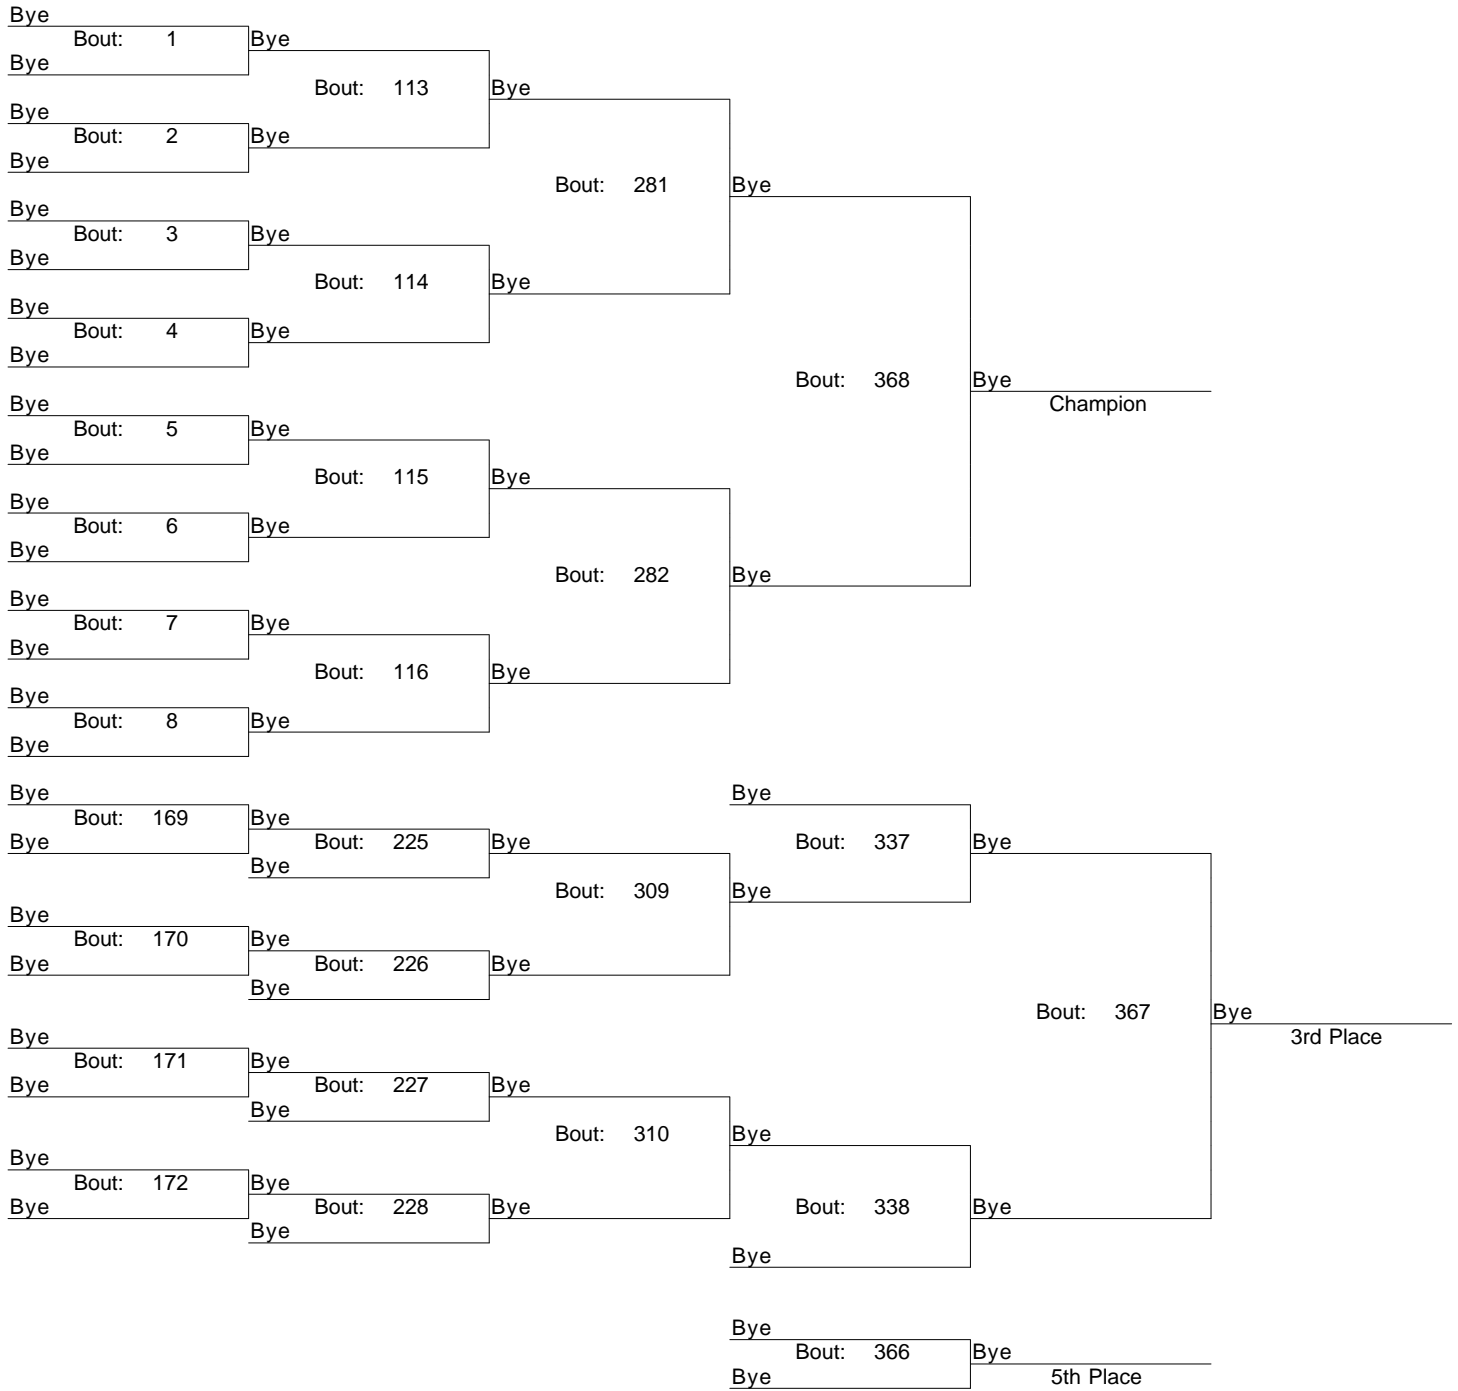 Bye
Bout: 1 Bye
Bye
Bout: 113 Bye
Bye
Bout: 2 Bye
Bye
Bout: 281 Bye
Bye
Bout: 3 Bye
Bye
Bout: 114 Bye
Bye
Bout: 4 Bye
Bye
Bout: 368 Bye
Champion
Bye
Bout: 5 Bye
Bye
Bout: 115 Bye
Bye
Bout: 6 Bye
Bye
Bout: 282 Bye
Bye
Bout: 7 Bye
Bye
Bout: 116 Bye
Bye
Bout: 8 Bye
Bye
Bye Bye
Bout: 169 Bye
Bye Bout: 225 Bye Bout: 337 Bye
Bye
Bout: 309 Bye
Bye
Bout: 170 Bye
Bye Bout: 226 Bye
Bye
Bout: 367 Bye
3rd Place
Bye
Bout: 171 Bye
Bye Bout: 227 Bye
Bye
Bout: 310 Bye
Bye
Bout: 172 Bye
Bye Bout: 228 Bye Bout: 338 Bye
Bye
Bye
Bye
Bout: 366 Bye
Bye 5th Place